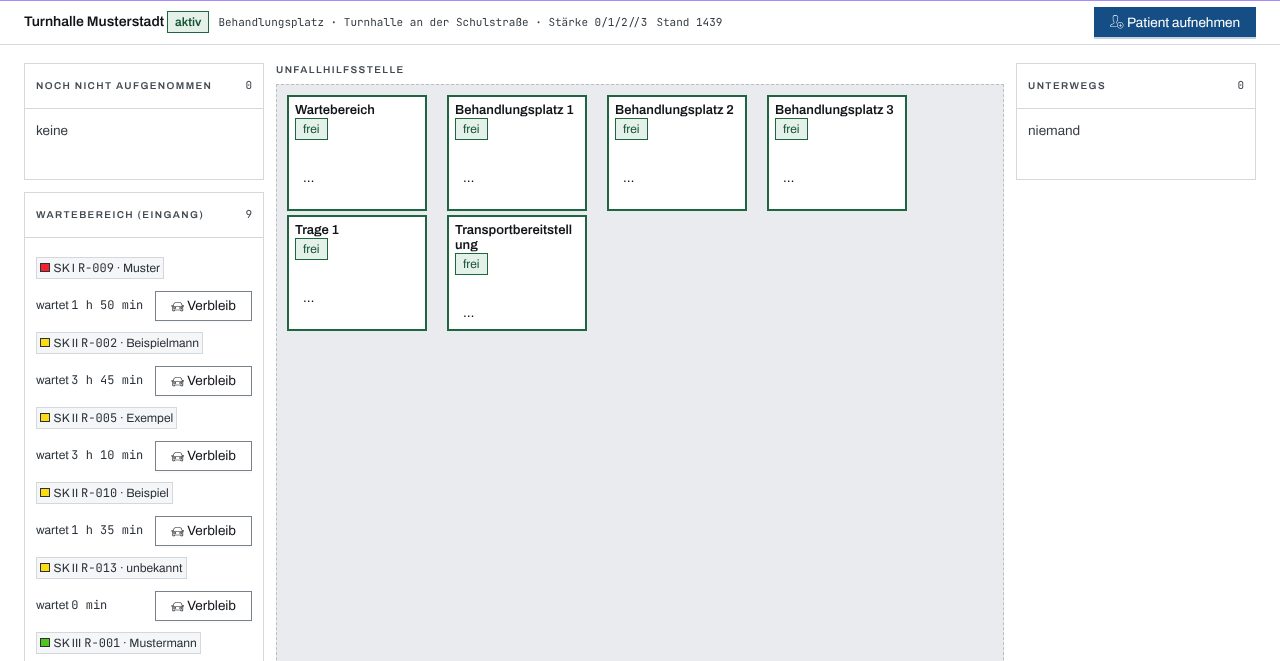 Turnhalle Musterstadt aktiv Behandlungsplatz · Turnhalle an der Schulstraße · Stärke 0/1/2//3 Stand 1439 Patient aufnehmen
NOCH NICHT AUFGENOMMEN 0
keine
WARTEBEREICH (EINGANG) 9
SK I R-009 · Muster
wartet 1 h 50 min Verbleib
SK II R-002 · Beispielmann
wartet 3 h 45 min Verbleib
SK II R-005 · Exempel
wartet 3 h 10 min Verbleib
SK II R-010 · Beispiel
wartet 1 h 35 min Verbleib
SK II R-013 · unbekannt
wartet 0 min Verbleib
SK III R-001 · Mustermann
UNFALLHILFSSTELLE
Wartebereich
frei
...
Behandlungsplatz 1
frei
...
Behandlungsplatz 2
frei
...
Behandlungsplatz 3
frei
...
Trage 1
frei
...
Transportbereitstell
ung
frei
...
UNTERWEGS 0
niemand